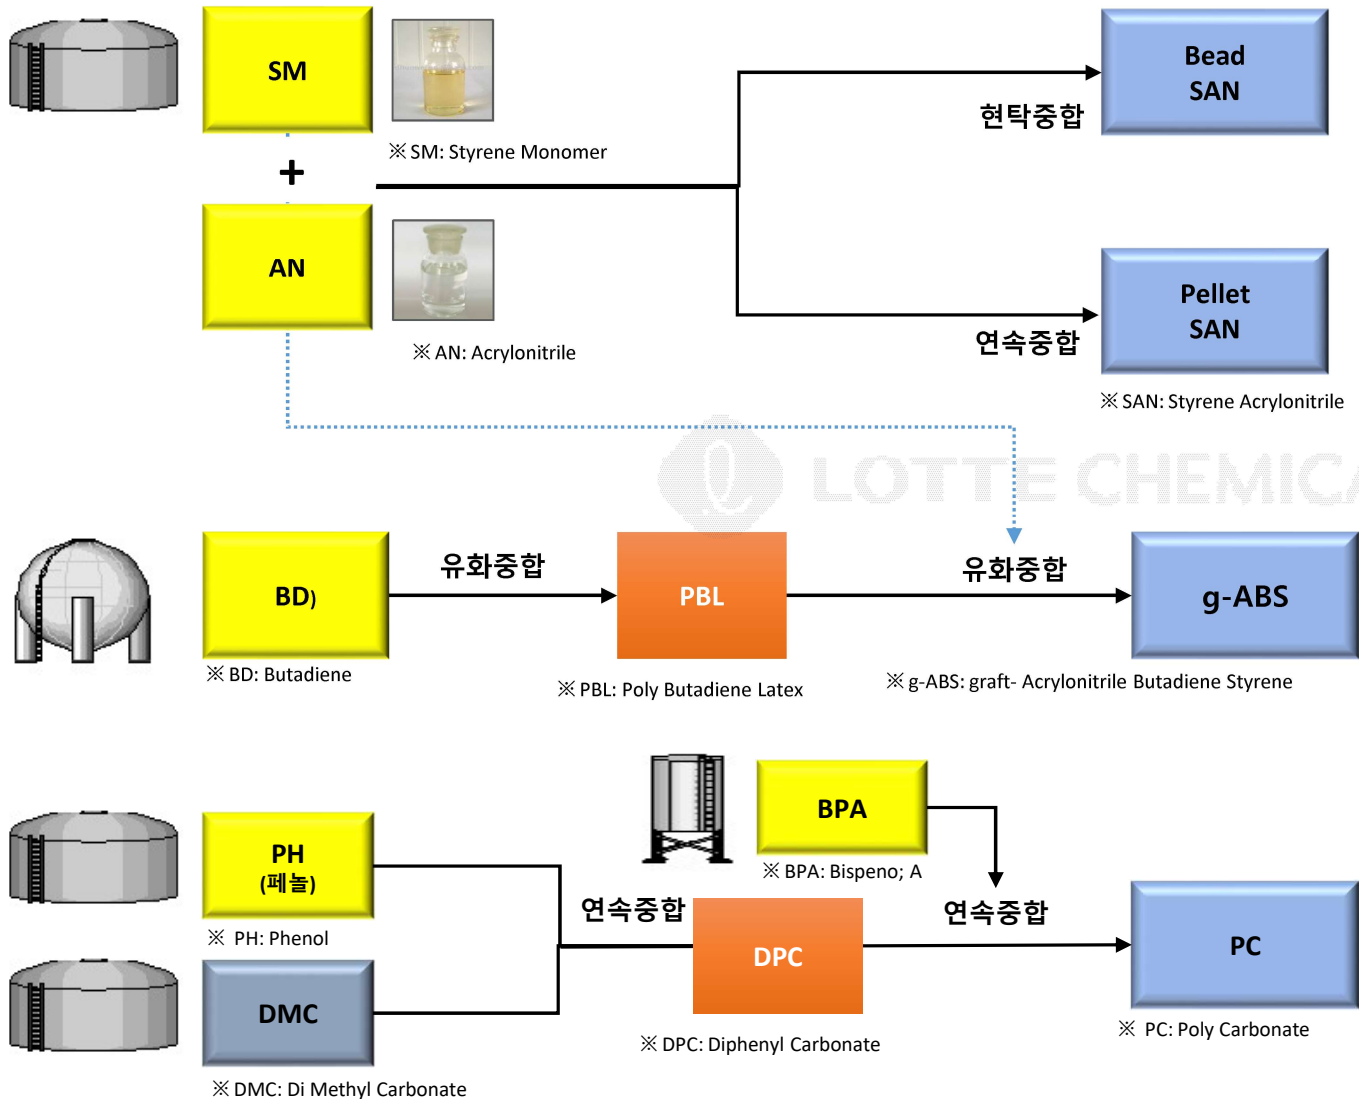 SM
※ SM: Styrene Monomer
+
AN
※ AN: Acrylonitrile
현탁중합
Bead
SAN
연속중합
Pellet
SAN
※ SAN: Styrene Acrylonitrile
LOTTE CHEMICA
BD)
※ BD: Butadiene
유화중합
PBL
※ PBL: Poly Butadiene Latex
유화중합
g-ABS
※ g-ABS: graft- Acrylonitrile Butadiene Styrene
BPA
※ BPA: Bispeno; A
PH
(페놀)
※ PH: Phenol
연속중합
DPC
※ DPC: Diphenyl Carbonate
연속중합
PC
※ PC: Poly Carbonate
DMC
※ DMC: Di Methyl Carbonate